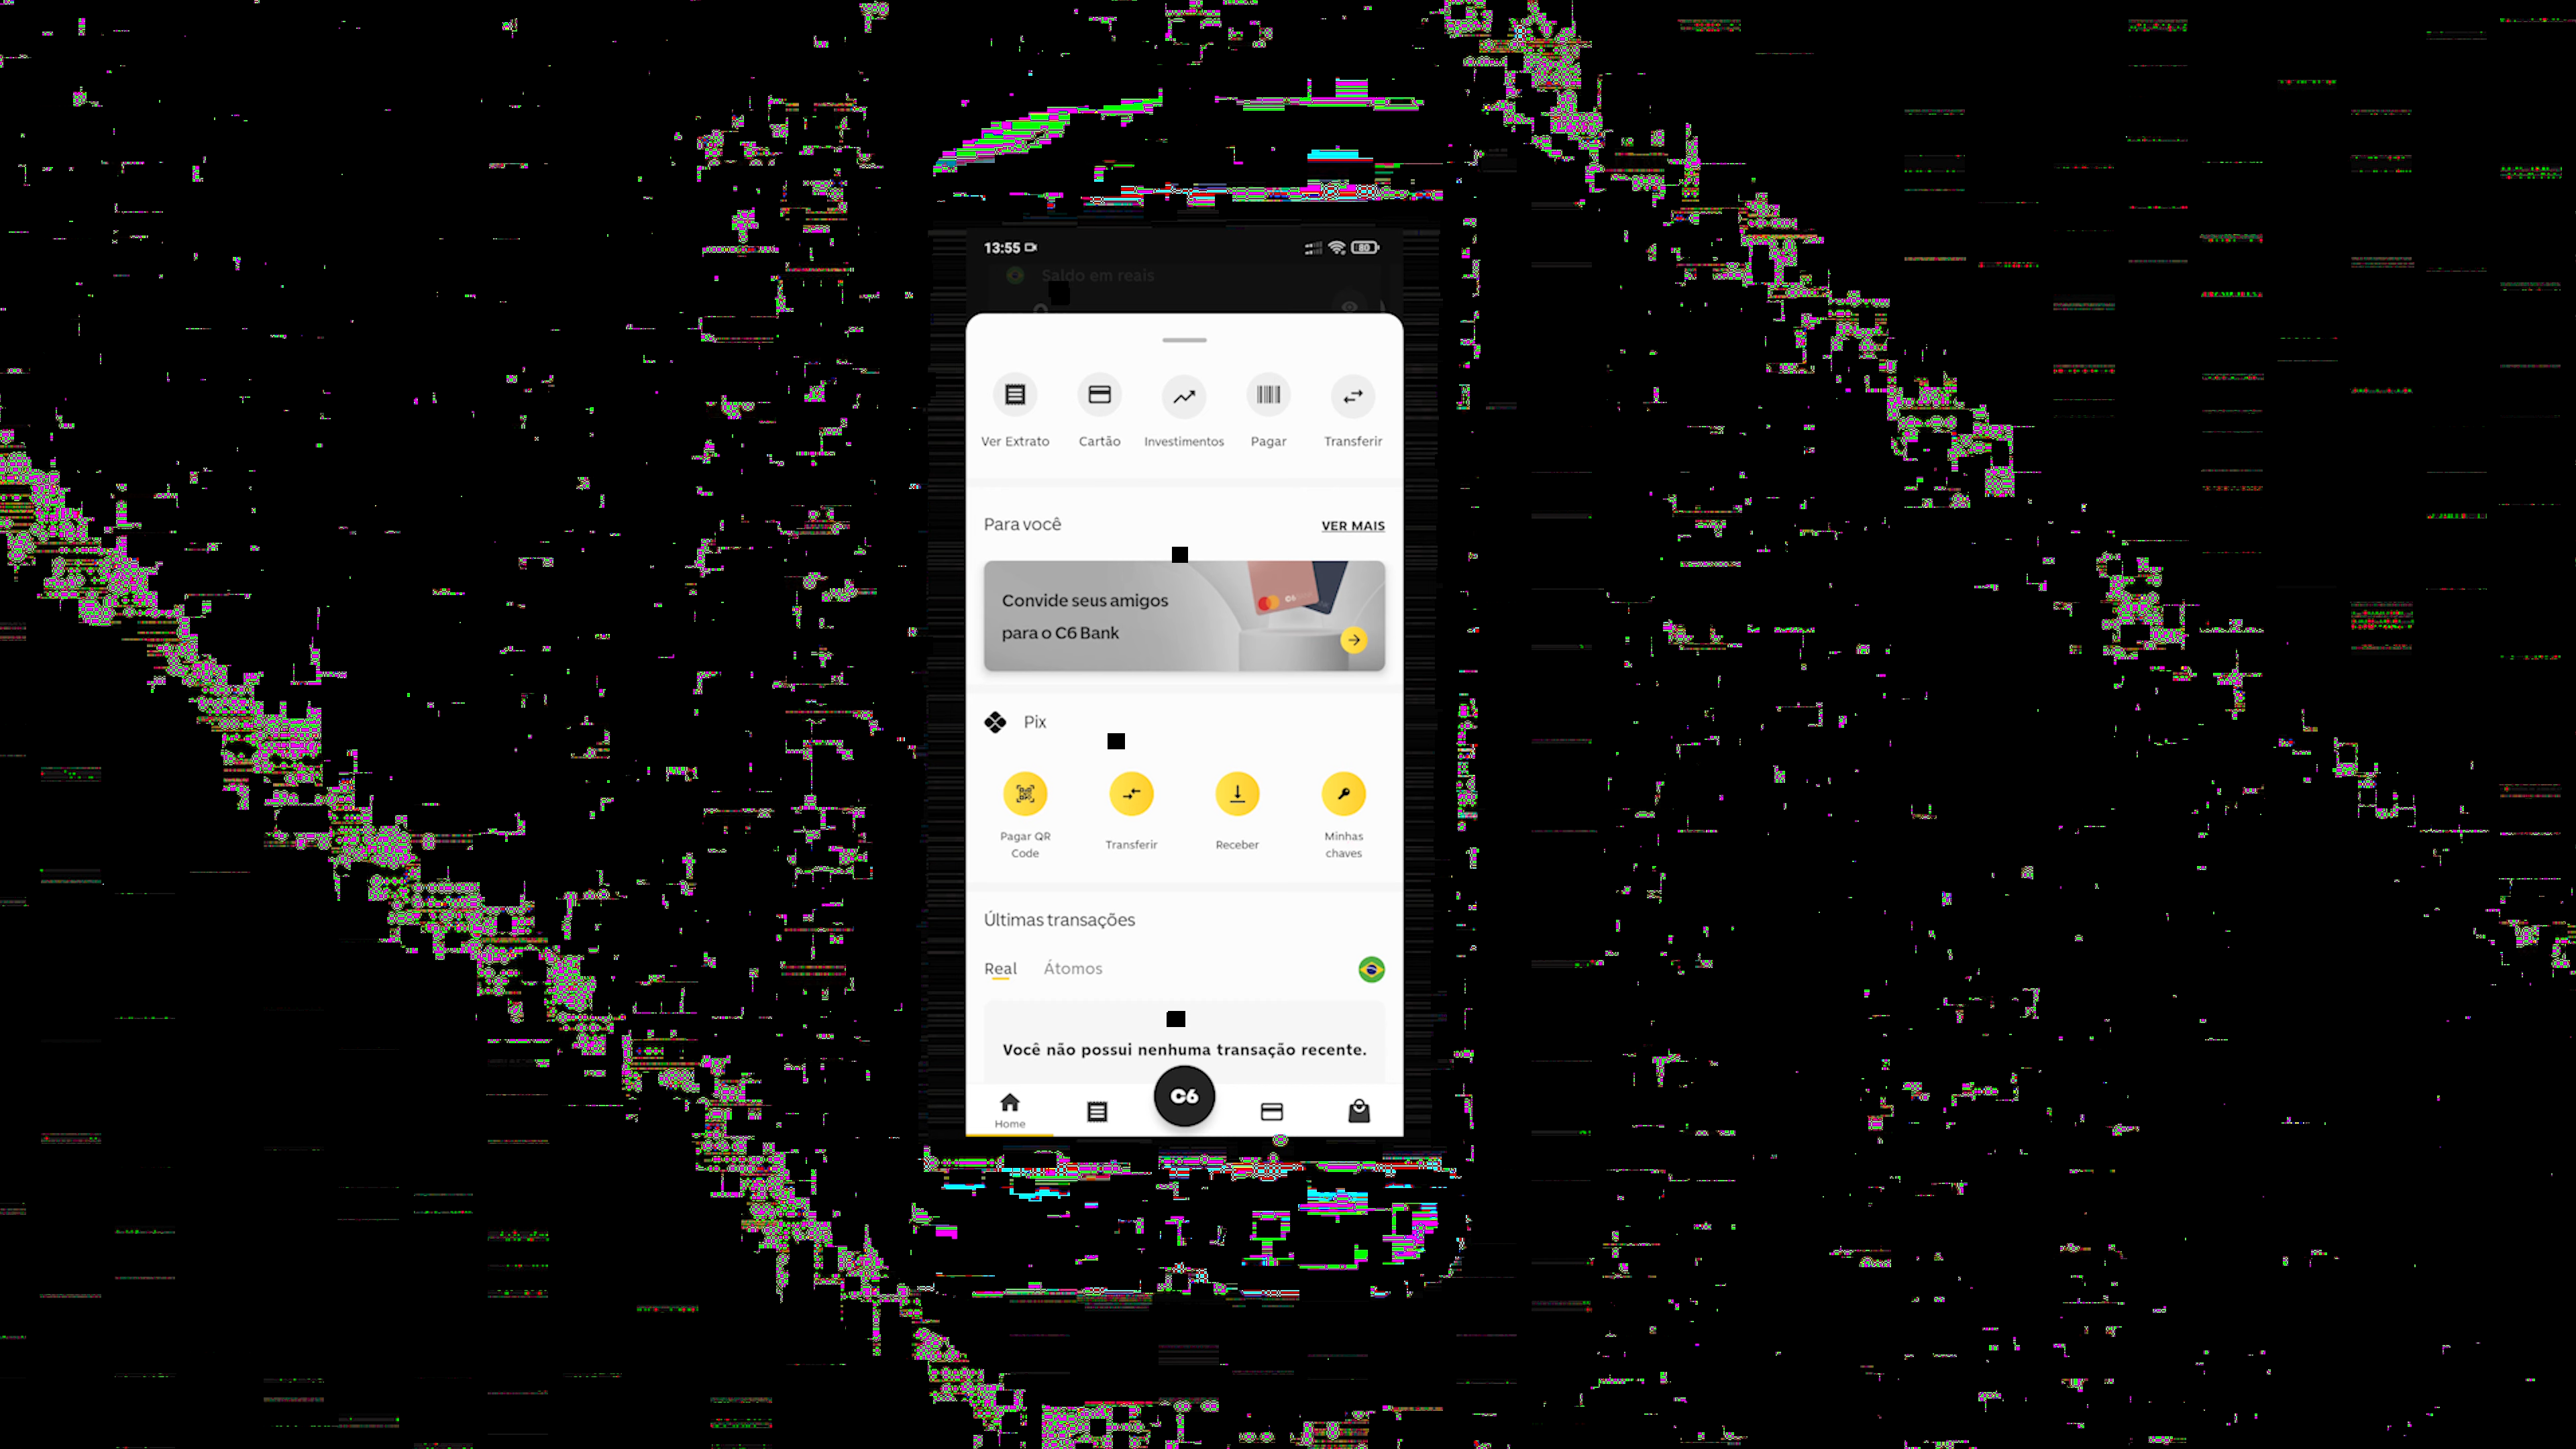 13:55
80
Saldo em reais
Ver Extrato Cartão Investimentos Pagar Transferir
Para você VER MAIS
Convide seus amigos
para o C6 Bank
C6
Pix
Pagar QR
Code
Transferir
Receber
Minhas
chaves
Últimas transações
Real Átomos
Você não possui nenhuma transação recente.
C6
Home